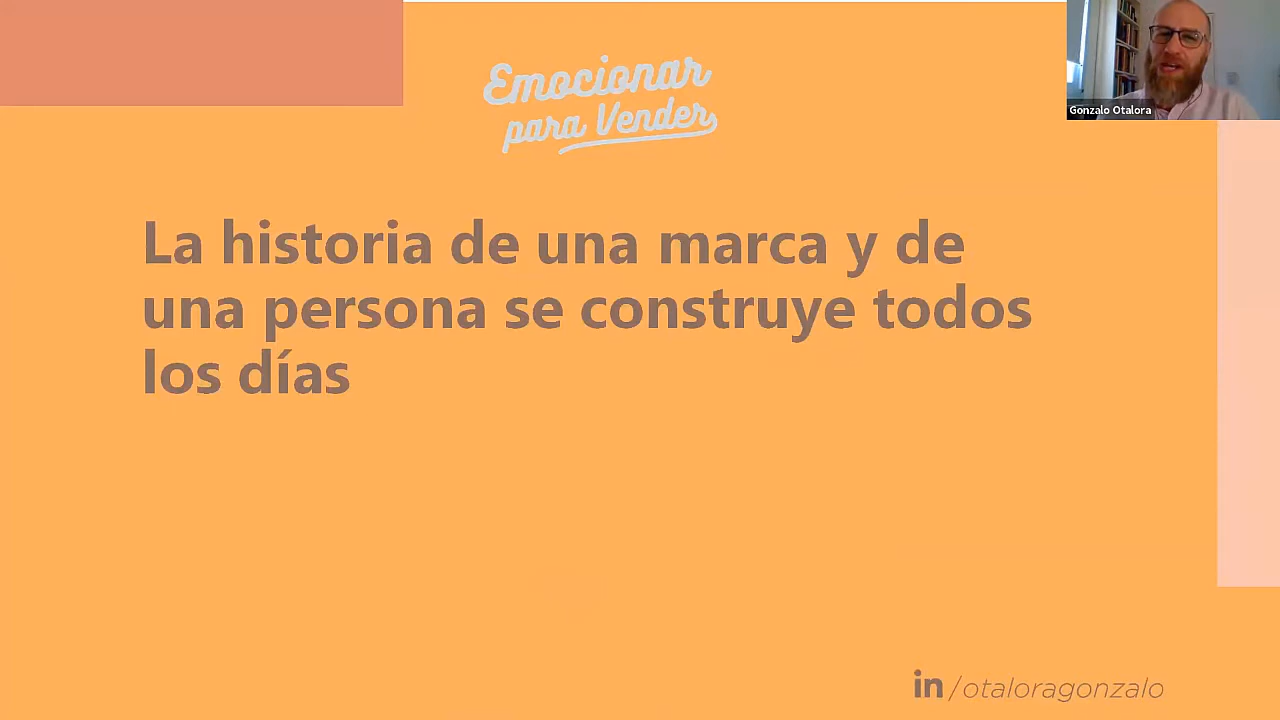 Emocionar
para Vender
Gonzalo Otalora
La historia de una marca y de
una persona se construye todos
los días
in/otaloragonzalo